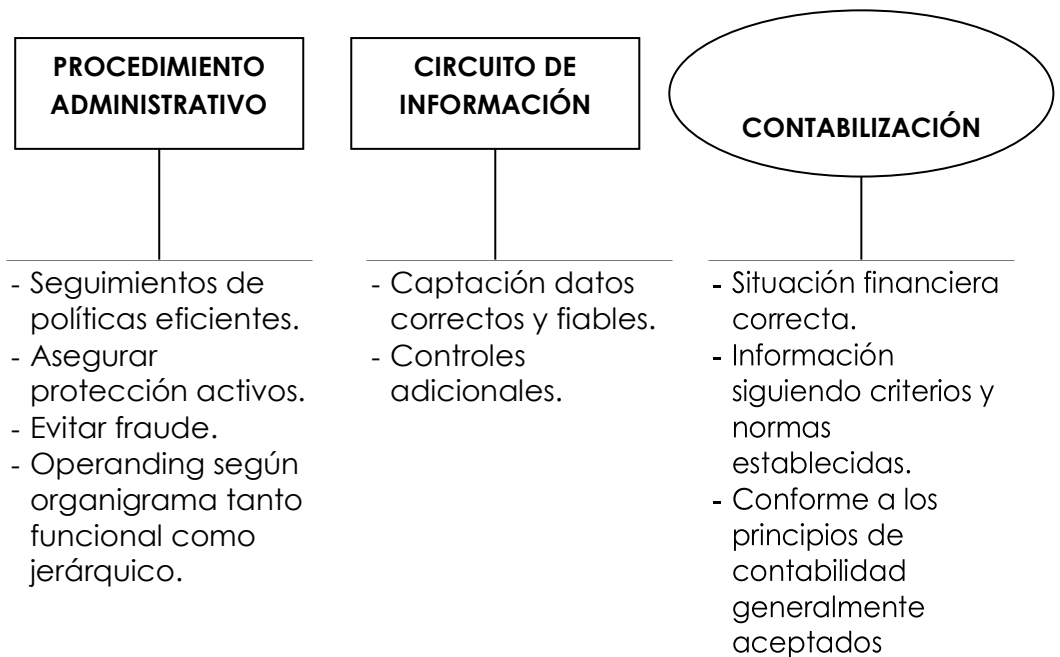 PROCEDIMIENTO
ADMINISTRATIVO
- Seguimientos de
políticas eficientes.
- Asegurar
protección activos.
- Evitar fraude.
- Operanding según
organigrama tanto
funcional como
jerárquico.
CIRCUITO DE
INFORMACIÓN
- Captación datos
correctos y fiables.
- Controles
adicionales.
CONTABILIZACIÓN
- Situación financiera
correcta.
- Información
siguiendo criterios y
normas
establecidas.
- Conforme a los
principios de
contabilidad
generalmente
aceptados